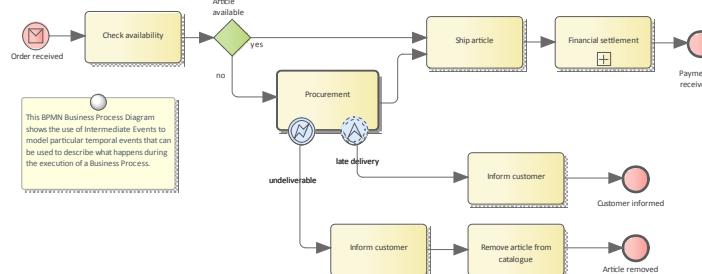 Article
available
Check availability
Ship article
Financial settlement
yes
Order received
no
Procurement
This BPMN Business Process Diagram
shows the use of Intermediate Events to
model particular temporal events that can
be used to describe what happens during
the execution of a Business Process.
late delivery
undeliverable
Inform customer
Customer informed
Inform customer
Remove article from
catalogue
Article removed